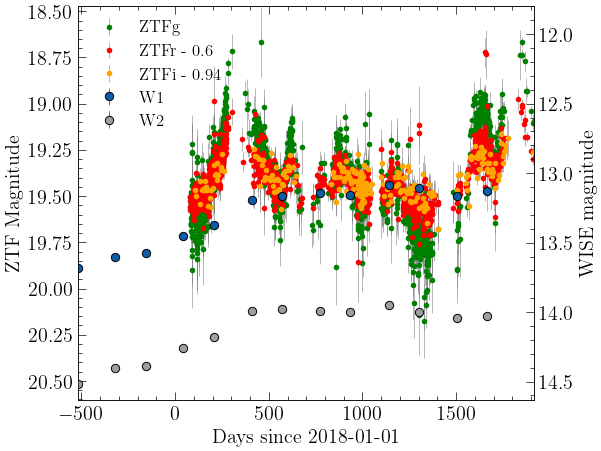 ZTFg
ZTFr - 0.6
ZTFi - 0.94
W1
W2
18.50
18.75
19.00
19.25
19.50
19.75
20.00
20.25
20.50
ZTF Magnitude
12.0
12.5
13.0
13.5
14.0
14.5
WISE magnitude
−500
0
500
1000
1500
Days since 2018-01-01